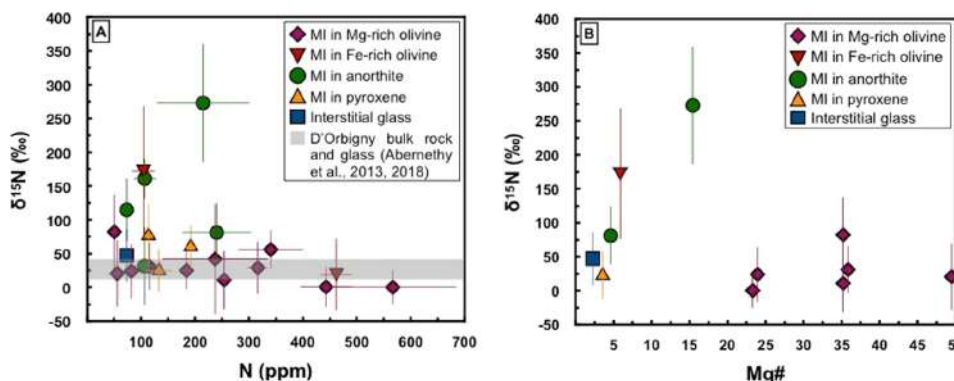 A
400
350
300
250
200
150
100
50
0
-50
δ¹⁵N (‰)
100 200 300 400 500 600 700
N (ppm)
MI in Mg-rich olivine
MI in Fe-rich olivine
MI in anorthite
MI in pyroxene
Interstitial glass
D'Orbigny bulk rock
and glass (Abernethy
et al., 2013, 2018)
B
400
350
300
250
200
150
100
50
0
-50
δ¹⁵N (‰)
5 10 15 20 25 30 35 40 45 50
Mg#
MI in Mg-rich olivine
MI in Fe-rich olivine
MI in anorthite
MI in pyroxene
Interstitial glass